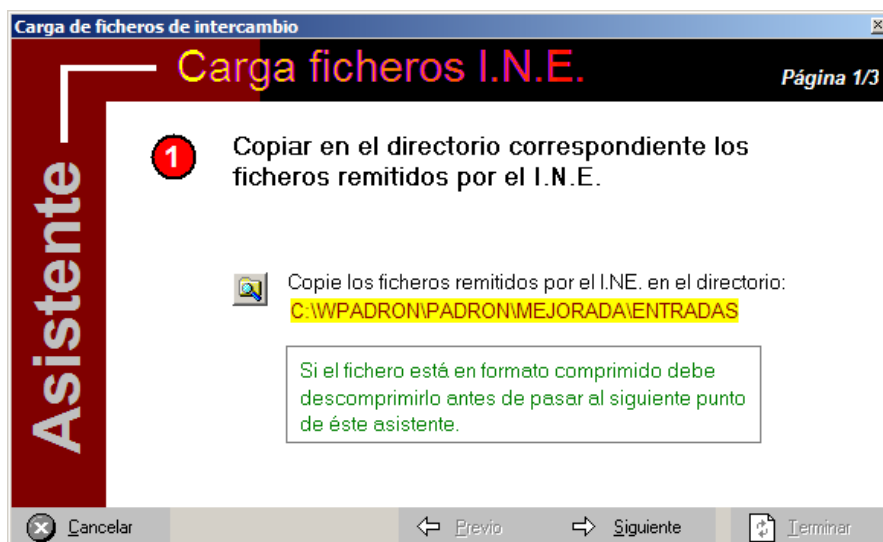 Carga de ficheros de intercambio
Carga ficheros I.N.E.
Página 1/3
Asistente
1
Copiar en el directorio correspondiente los
ficheros remitidos por el I.N.E.
Copie los ficheros remitidos por el I.NE. en el directorio:
C:\WPADRON\PADRON\MEJORADA\ENTRADAS
Si el fichero está en formato comprimido debe
descomprimirlo antes de pasar al siguiente punto
de éste asistente.
Cancelar
Previo
Siguiente
Terminar